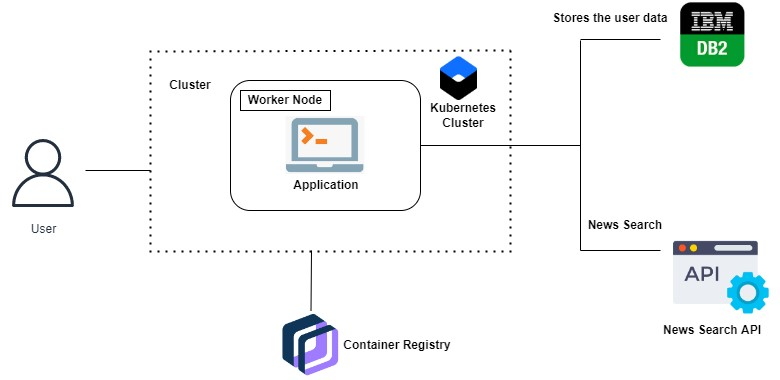 Stores the user data
IBM
DB2
Cluster
Worker Node
Kubernetes
Cluster
Application
User
News Search
API
News Search API
Container Registry